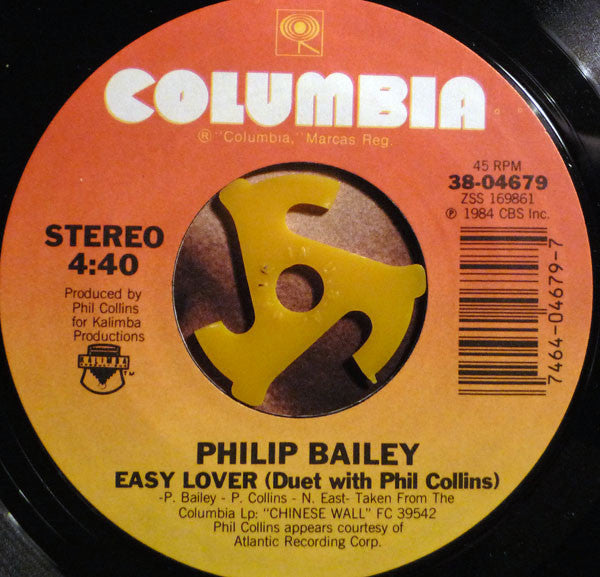 COLUMBIA
® "Columbia," Marcas Reg.
45 RPM
38-04679
ZSS 169861
℗ 1984 CBS Inc.
STEREO
4:40
Produced by
Phil Collins
for Kalimba
Productions
KALIMBA
TM
7464-04679-7
PHILIP BAILEY
EASY LOVER (Duet with Phil Collins)
-P. Bailey - P. Collins - N. East- Taken From The
Columbia Lp: "CHINESE WALL" FC 39542
Phil Collins appears courtesy of
Atlantic Recording Corp.